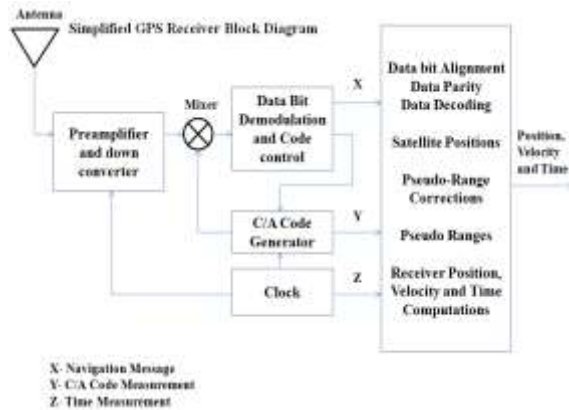 Antenna
Simplified GPS Receiver Block Diagram
Mixer
Preamplifier
and down
converter
Data Bit
Demodulation
and Code
control
X
C/A Code
Generator
Y
Clock
Z
Data bit Alignment
Data Parity
Data Decoding
Satellite Positions
Pseudo-Range
Corrections
Pseudo Ranges
Receiver Position,
Velocity and Time
Computations
Position,
Velocity
and Time
X- Navigation Message
Y- C/A Code Measurement
Z- Time Measurement